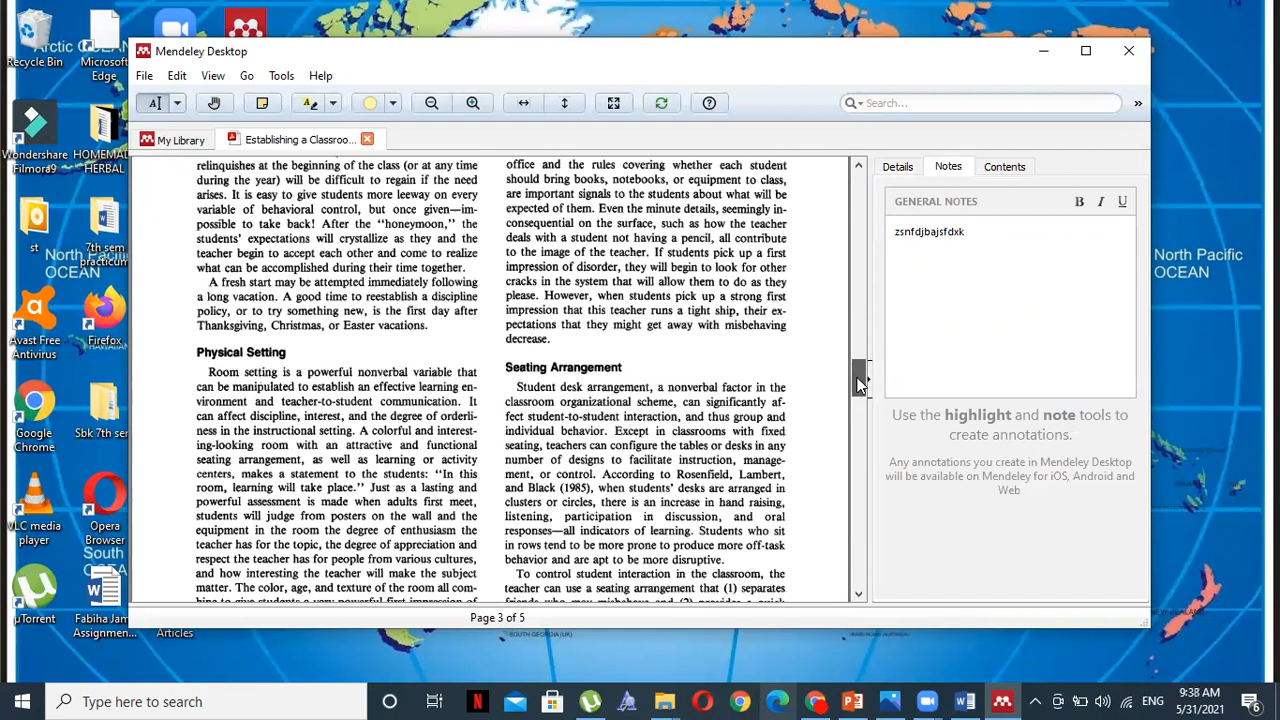 Recycle Bin
Microsoft Edge
Arctic OCEAN
Mendeley Desktop
File Edit View Go Tools Help
Search...
»
My Library
Establishing a Classroo...
relinquishes at the beginning of the class (or at any time
during the year) will be difficult to regain if the need
arises. It is easy to give students more leeway on every
variable of behavioral control, but once given—im-
possible to take back! After the "honeymoon," the
students' expectations will crystallize as they and the
teacher begin to accept each other and come to realize
what can be accomplished during their time together.
A fresh start may be attempted immediately following
a long vacation. A good time to reestablish a discipline
policy, or to try something new, is the first day after
Thanksgiving, Christmas, or Easter vacations.
Physical Setting
Room setting is a powerful nonverbal variable that
can be manipulated to establish an effective learning en-
vironment and teacher-to-student communication. It
can affect discipline, interest, and the degree of orderli-
ness in the instructional setting. A colorful and interest-
ing-looking room with an attractive and functional
seating arrangement, as well as learning or activity
centers, makes a statement to the students: "In this
room, learning will take place." Just as a lasting and
powerful assessment is made when adults first meet,
students will judge from posters on the wall and the
equipment in the room the degree of enthusiasm the
teacher has for the topic, the degree of appreciation and
respect the teacher has for people from various cultures,
and how interesting the teacher will make the subject
matter. The color, age, and texture of the room all com-
bine to give students a very powerful first impression of
office and the rules covering whether each student
should bring books, notebooks, or equipment to class,
are important signals to the students about what will be
expected of them. Even the minute details, seemingly in-
consequential on the surface, such as how the teacher
deals with a student not having a pencil, all contribute
to the image of the teacher. If students pick up a first
impression of disorder, they will begin to look for other
cracks in the system that will allow them to do as they
please. However, when students pick up a strong first
impression that this teacher runs a tight ship, their ex-
pectations that they might get away with misbehaving
decrease.
Seating Arrangement
Student desk arrangement, a nonverbal factor in the
classroom organizational scheme, can significantly af-
fect student-to-student interaction, and thus group and
individual behavior. Except in classrooms with fixed
seating, teachers can configure the tables or desks in any
number of designs to facilitate instruction, manage-
ment, or control. According to Rosenfield, Lambert,
and Black (1985), when students' desks are arranged in
clusters or circles, there is an increase in hand raising,
listening, participation in discussion, and oral
responses—all indicators of learning. Students who sit
in rows tend to be more prone to produce more off-task
behavior and are apt to be more disruptive.
To control student interaction in the classroom, the
teacher can use a seating arrangement that (1) separates
friends who may misbehave and (2) provides a quick
Details Notes Contents
GENERAL NOTES B I U
zsnfdjbajsfdxk
Use the highlight and note tools to
create annotations.
Any annotations you create in Mendeley Desktop
will be available on Mendeley for iOS, Android and
Web
Page 3 of 5
Wondershare Filmora9
HOMEMAD HERBAL
st
7th sem practicum
North Pacific
OCEAN
North Pacific
OCEAN
Avast Free Antivirus
Firefox
Google Chrome
Sbk 7th sem
VLC media player
Opera Browser
South
µTorrent
Fabiha Jam Assignmen...
Articles
SOUTH GEORGIA (UK)
Type here to search
ENG
9:38 AM
5/31/2021
6